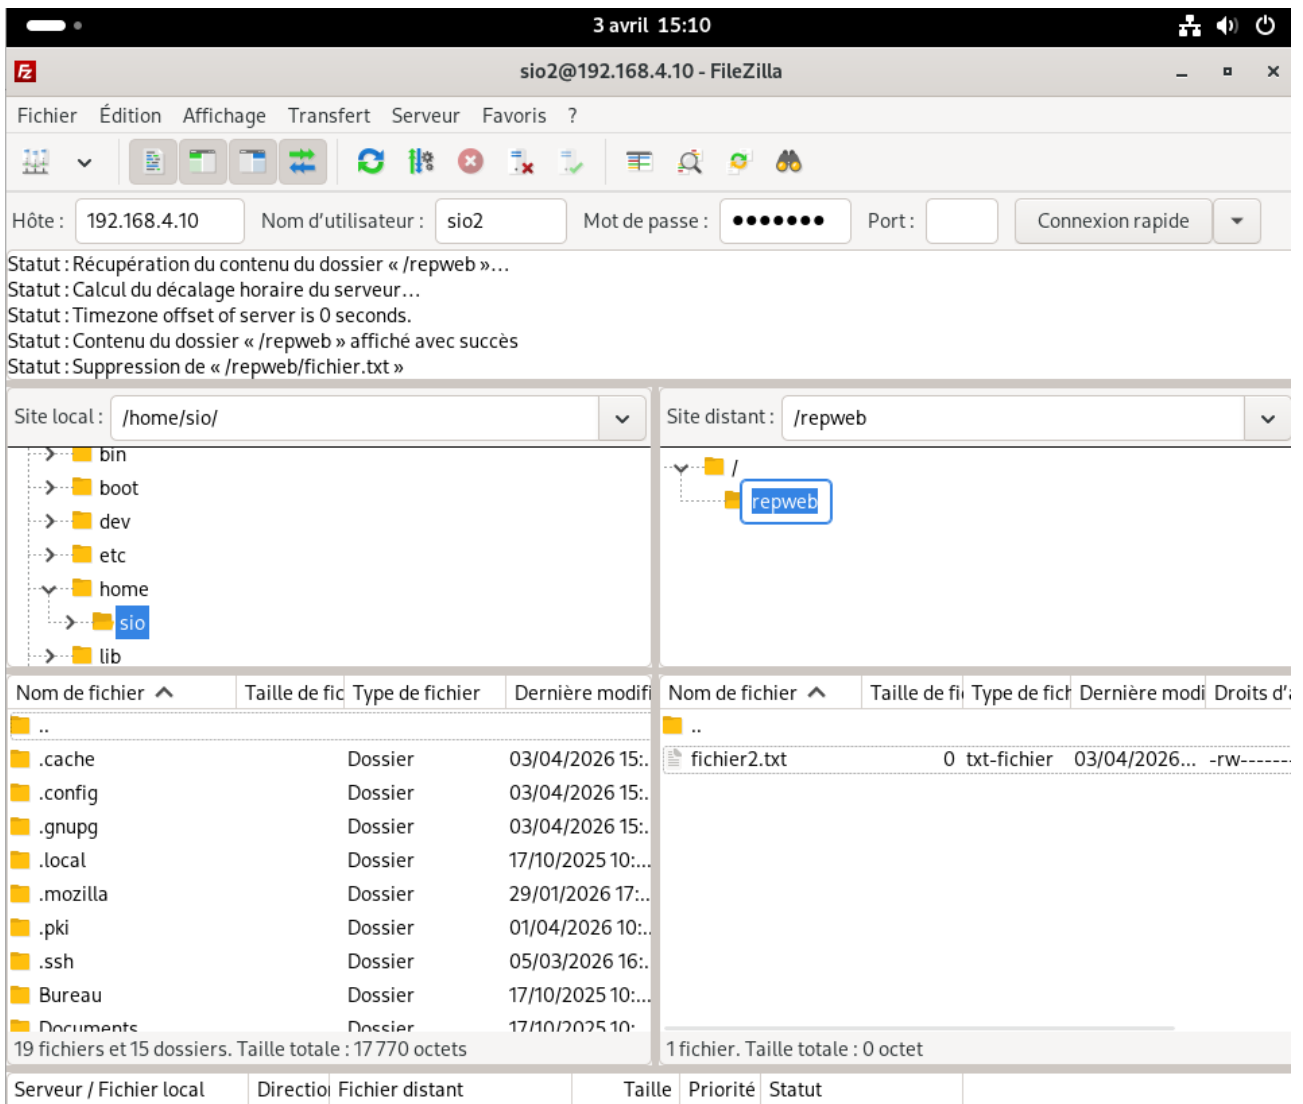 3 avril 15:10
sio2@192.168.4.10 - FileZilla
Fichier Édition Affichage Transfert Serveur Favoris ?
Hôte : 192.168.4.10 Nom d'utilisateur : sio2 Mot de passe : ●●●●●●● Port : Connexion rapide
Statut : Récupération du contenu du dossier « /repweb »…
Statut : Calcul du décalage horaire du serveur…
Statut : Timezone offset of server is 0 seconds.
Statut : Contenu du dossier « /repweb » affiché avec succès
Statut : Suppression de « /repweb/fichier.txt »
Site local : /home/sio/
bin
boot
dev
etc
home
sio
lib
Site distant : /repweb
/
repweb
Nom de fichier Taille de fic Type de fichier Dernière modifi
..
.cache Dossier 03/04/2026 15:..
.config Dossier 03/04/2026 15:..
.gnupg Dossier 03/04/2026 15:..
.local Dossier 17/10/2025 10:...
.mozilla Dossier 29/01/2026 17:..
.pki Dossier 01/04/2026 10:..
.ssh Dossier 05/03/2026 16:..
Bureau Dossier 17/10/2025 10:...
Documents Dossier 17/10/2025 10:
19 fichiers et 15 dossiers. Taille totale : 17 770 octets
Nom de fichier Taille de fi Type de fich Dernière modi Droits d'a
..
fichier2.txt 0 txt-fichier 03/04/2026... -rw-------
1 fichier. Taille totale : 0 octet
Serveur / Fichier local Direction Fichier distant Taille Priorité Statut